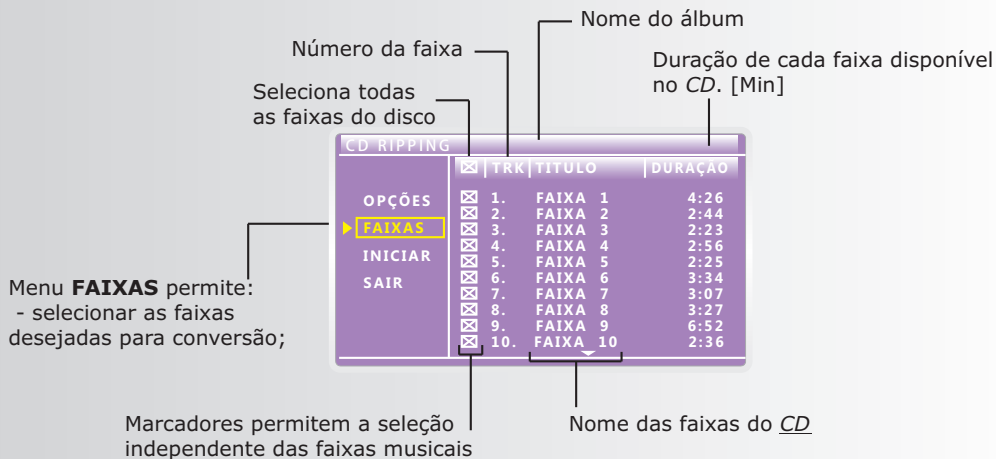 Nome do álbum
Número da faixa
Duração de cada faixa disponível
no CD. [Min]
Seleciona todas
as faixas do disco
CD RIPPING
TRK TITULO DURAÇÃO
OPÇÕES
FAIXAS
INICIAR
SAIR
1. FAIXA 1 4:26
2. FAIXA 2 2:44
3. FAIXA 3 2:23
4. FAIXA 4 2:56
5. FAIXA 5 2:25
6. FAIXA 6 3:34
7. FAIXA 7 3:07
8. FAIXA 8 3:27
9. FAIXA 9 6:52
10. FAIXA 10 2:36
Menu FAIXAS permite:
- selecionar as faixas
desejadas para conversão;
Marcadores permitem a seleção
independente das faixas musicais
Nome das faixas do CD